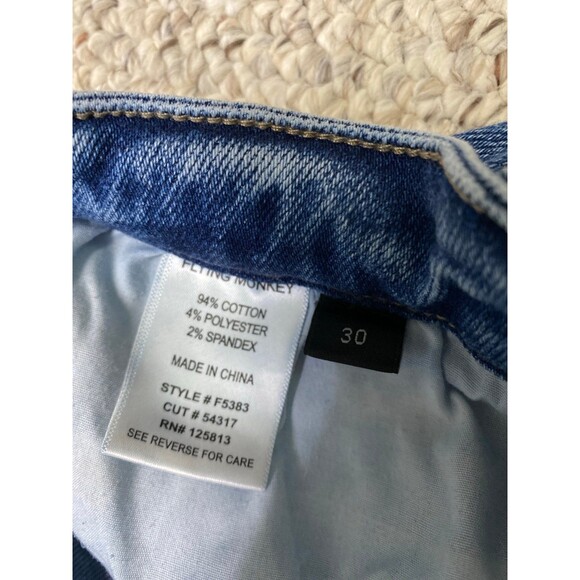 FLYING MONKEY
94% COTTON
4% POLYESTER
2% SPANDEX
MADE IN CHINA
STYLE # F5383
CUT # 54317
RN# 125813
SEE REVERSE FOR CARE
30